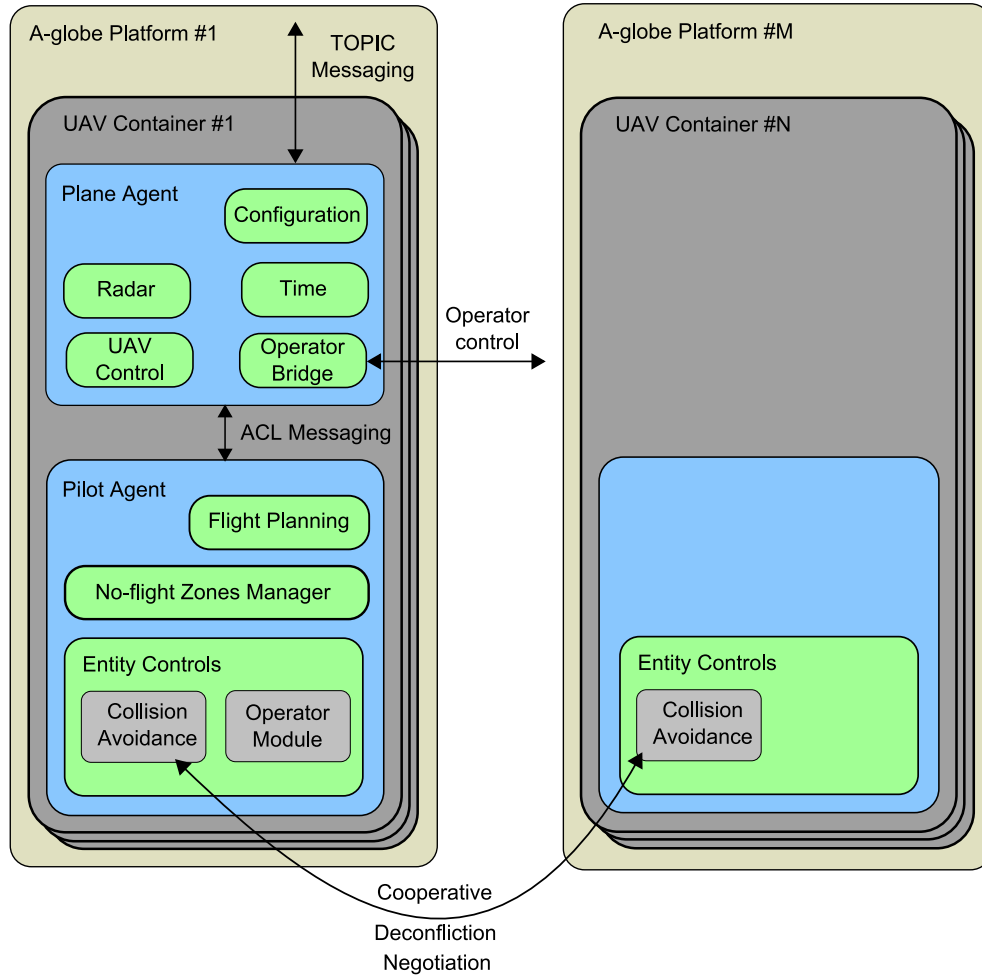 A-globe Platform #1
TOPIC
Messaging
UAV Container #1
Plane Agent
Configuration
Radar
Time
UAV
Control
Operator
Bridge
Operator
control
ACL Messaging
Pilot Agent
Flight Planning
No-flight Zones Manager
Entity Controls
Collision
Avoidance
Operator
Module
A-globe Platform #M
UAV Container #N
Entity Controls
Collision
Avoidance
Cooperative
Deconfliction
Negotiation